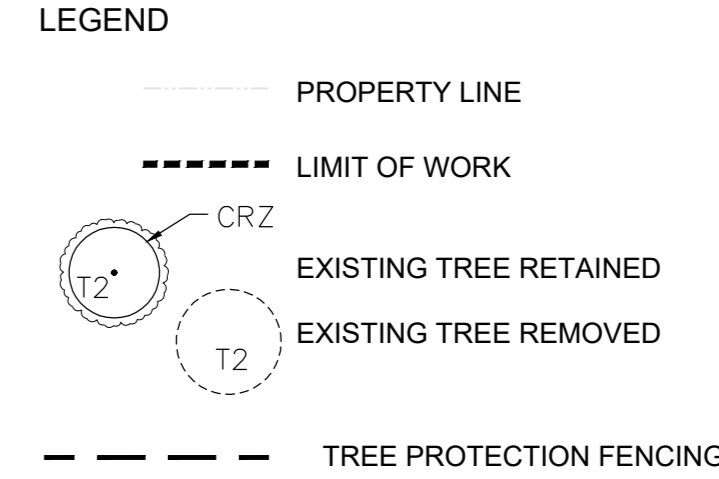 LEGEND
PROPERTY LINE
LIMIT OF WORK
CRZ
T2
EXISTING TREE RETAINED
T2
EXISTING TREE REMOVED
TREE PROTECTION FENCING